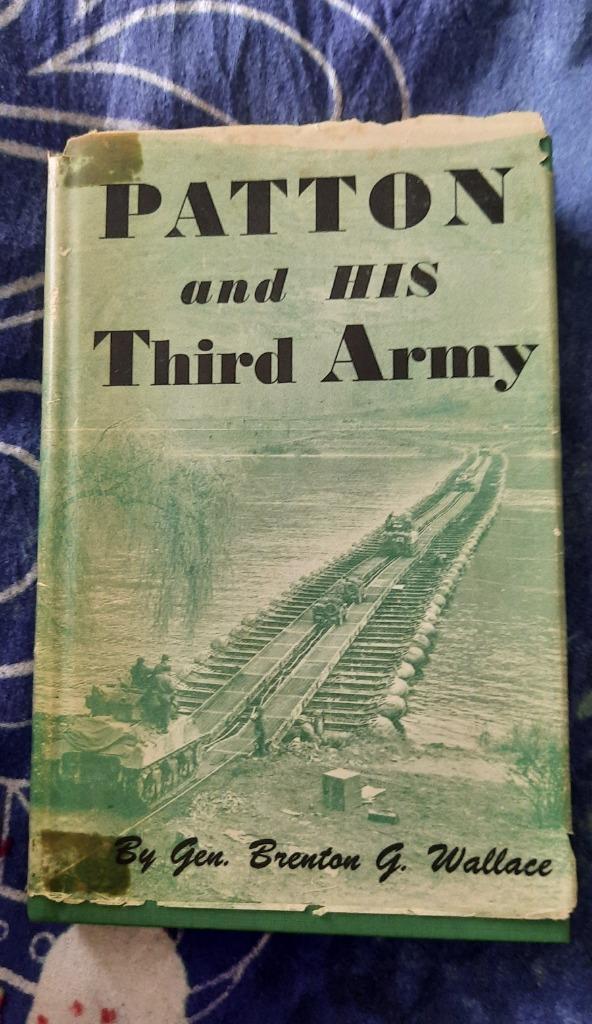 PATTON
and HIS
Third Army
By Gen. Brenton G. Wallace